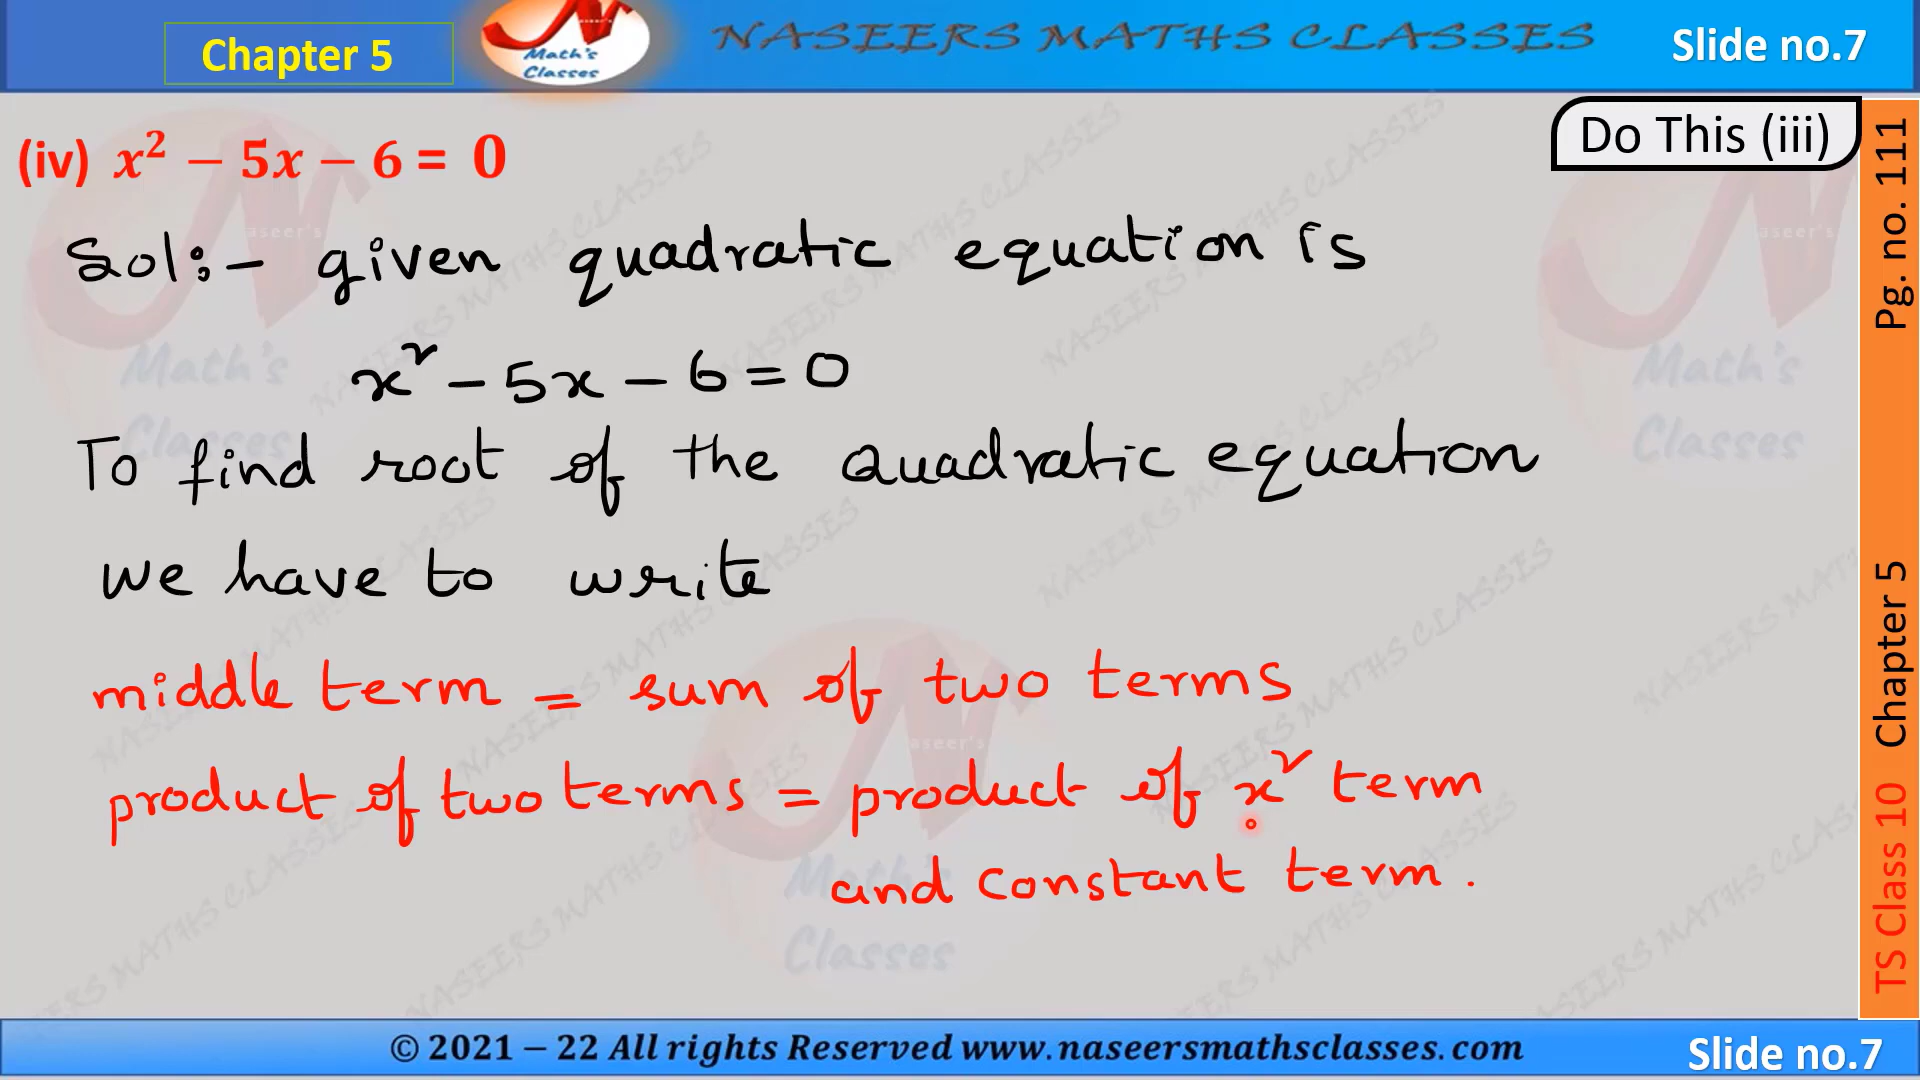 Chapter 5
Math's
Classes
NASEERS MATHS CLASSES
Slide no.7
Do This (iii)
(iv) x² − 5x − 6 = 0
Sol:- given quadratic equation is
x² - 5x - 6 = 0
To find root of the quadratic equation
we have to write
middle term = sum of two terms
product of two terms = product of x² term
and constant term.
Pg. no. 111
Chapter 5
TS Class 10
© 2021 – 22 All rights Reserved www.naseersmathsclasses.com
Slide no.7